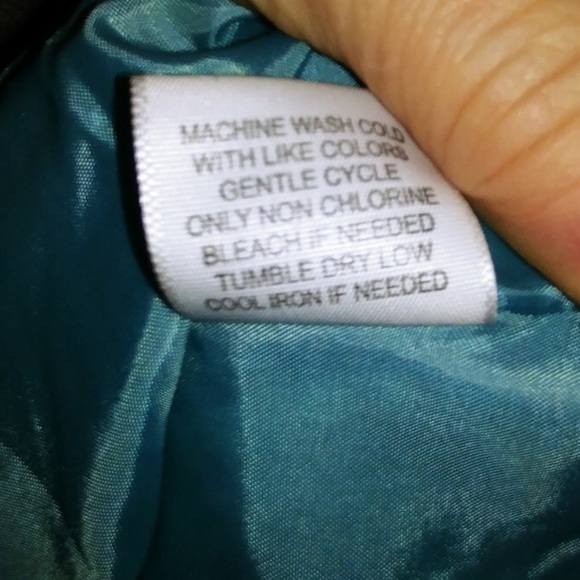 MACHINE WASH COLD
WITH LIKE COLORS
GENTLE CYCLE
ONLY NON CHLORINE
BLEACH IF NEEDED
TUMBLE DRY LOW
COOL IRON IF NEEDED